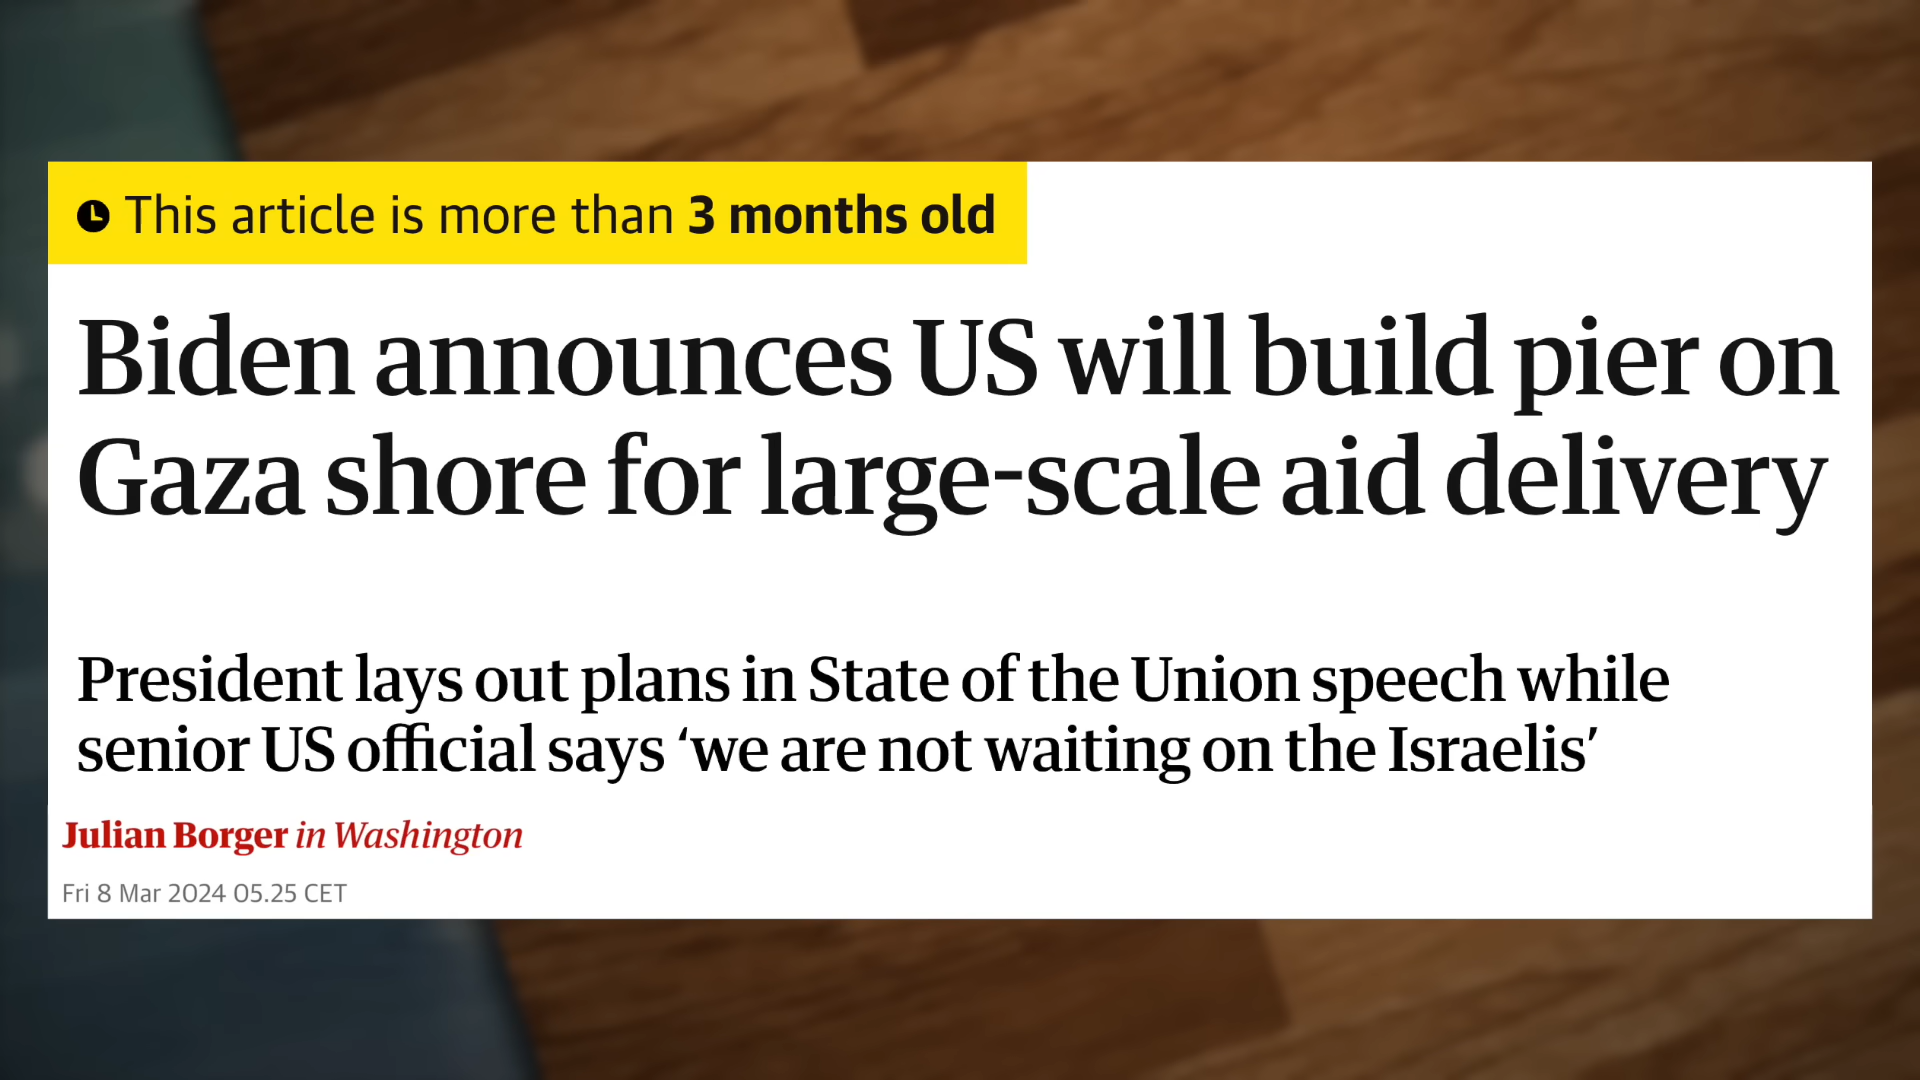 This article is more than 3 months old
Biden announces US will build pier on
Gaza shore for large-scale aid delivery
President lays out plans in State of the Union speech while
senior US official says ‘we are not waiting on the Israelis’
Julian Borger in Washington
Fri 8 Mar 2024 05.25 CET